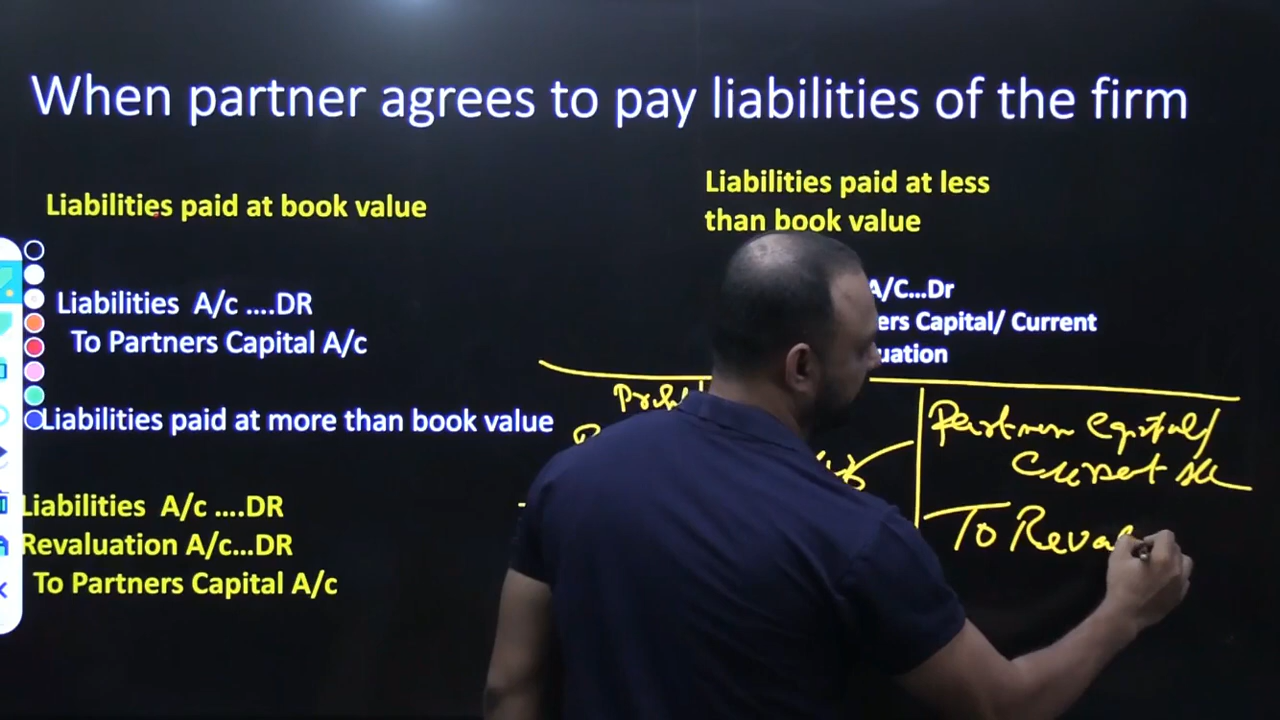 When partner agrees to pay liabilities of the firm
Liabilities paid at book value
Liabilities A/c ....DR
To Partners Capital A/c
Liabilities paid at more than book value
Liabilities A/c ....DR
Revaluation A/c...DR
To Partners Capital A/c
Liabilities paid at less
than book value
A/C...Dr
ers Capital/ Current
uation
Partner Capital/
Current
To Reva